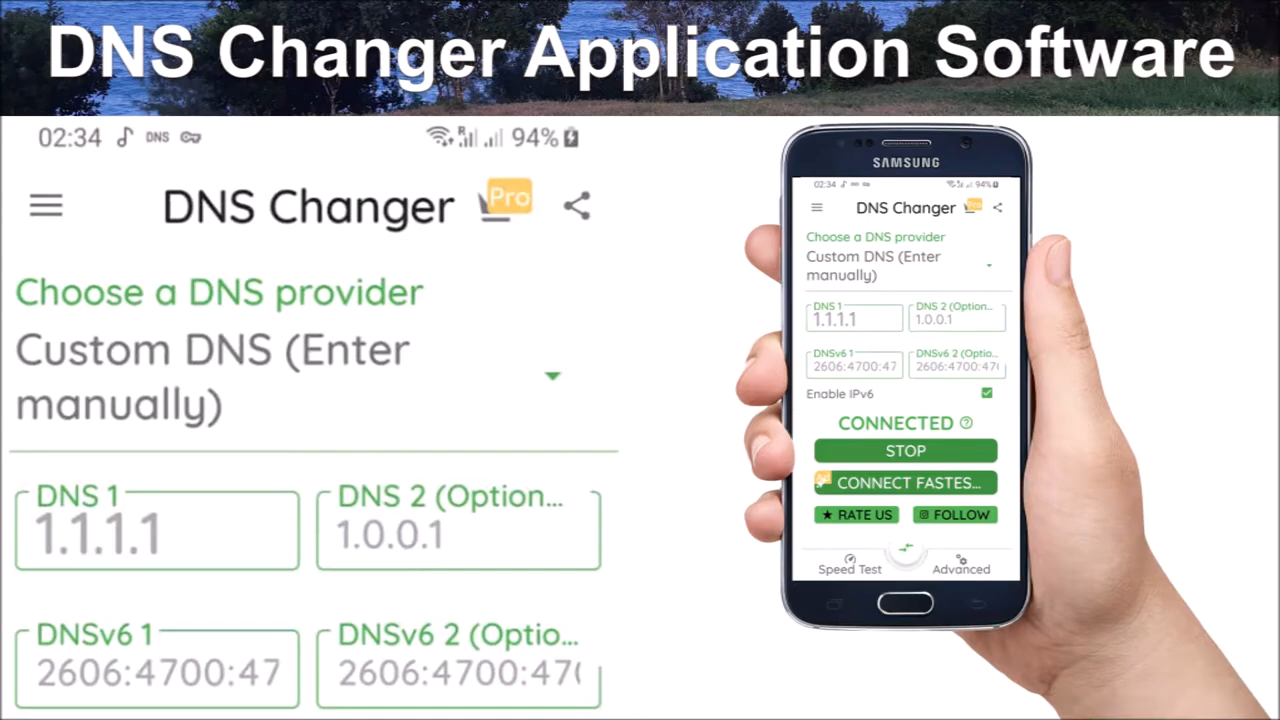 DNS Changer Application Software
02:34 DNS 94%
DNS Changer Pro
Choose a DNS provider
Custom DNS (Enter
manually)
DNS 1
DNS 2 (Option...
1.1.1.1
1.0.0.1
DNSv6 1
DNSv6 2 (Optio...
2606:4700:47
2606:4700:470
SAMSUNG
02:34 94%
DNS Changer
Choose a DNS provider
Custom DNS (Enter
manually)
DNS 1
DNS 2 (Option...
1.1.1.1
1.0.0.1
DNSv6 1
DNSv6 2 (Optio...
2606:4700:47
2606:4700:47
Enable IPv6
CONNECTED
STOP
CONNECT FASTES...
RATE US
FOLLOW
Speed Test
Advanced